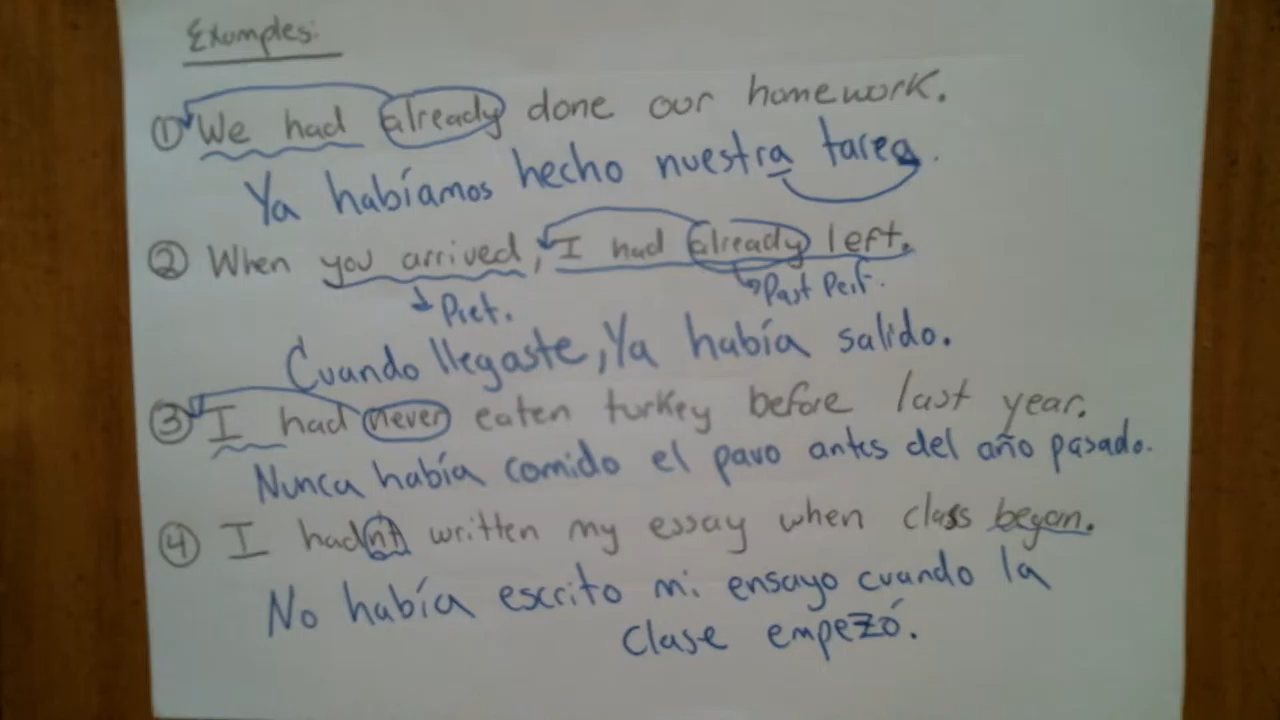 Examples:
① We had already done our homework.
Ya habíamos hecho nuestra tarea.
② When you arrived, I had already left.
Pret.
Past Perf.
Cuando llegaste, Ya había salido.
③ I had never eaten turkey before last year.
Nunca había comido el pavo antes del año pasado.
④ I hadn't written my essay when class began.
No había escrito mi ensayo cuando la
clase empezó.